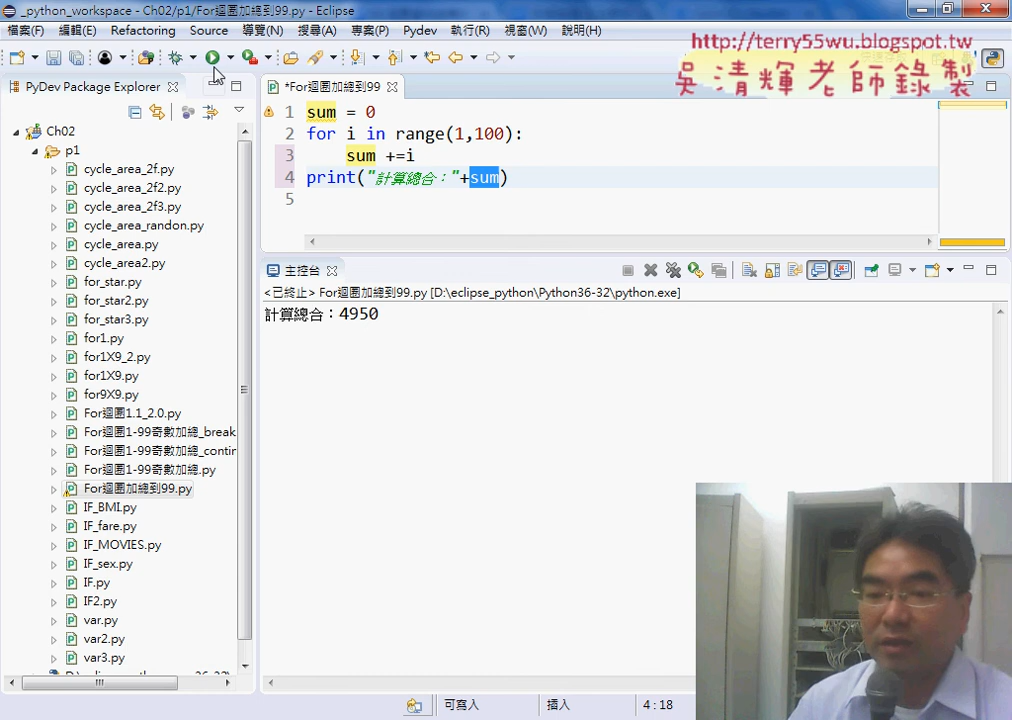 _python_workspace - Ch02/p1/For迴圈加總到99.py - Eclipse
檔案(F) 編輯(E) Refactoring Source 導覽(N) 搜尋(A) 專案(P) Pydev 執行(R) 視窗(W) 說明(H)
http://terry55wu.blogspot.tw
吳清輝老師錄製
PyDev Package Explorer
*For迴圈加總到99
Ch02
p1
cycle_area_2f.py
cycle_area_2f2.py
cycle_area_2f3.py
cycle_area_randon.py
cycle_area.py
cycle_area2.py
for_star.py
for_star2.py
for_star3.py
for1.py
for1X9_2.py
for1X9.py
for9X9.py
For迴圈1.1_2.0.py
For迴圈1-99奇數加總_break
For迴圈1-99奇數加總_contin
For迴圈1-99奇數加總.py
For迴圈加總到99.py
IF_BMI.py
IF_fare.py
IF_MOVIES.py
IF_sex.py
IF.py
IF2.py
var.py
var2.py
var3.py
1 sum = 0
2 for i in range(1,100):
3 sum +=i
4 print("計算總合："+sum)
5
主控台
<已終止> For迴圈加總到99.py [D:\eclipse_python\Python36-32\python.exe]
計算總合：4950
可寫入 插入 4:18